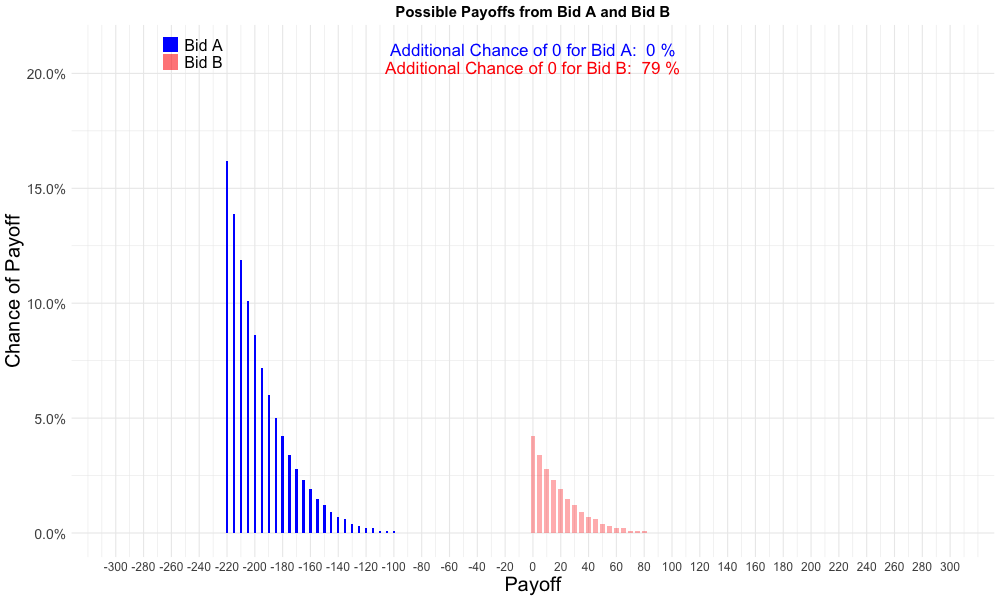 Possible Payoffs from Bid A and Bid B
Bid A
Bid B
Additional Chance of 0 for Bid A:  0 %
Additional Chance of 0 for Bid B:  79 %
Chance of Payoff
20.0%
15.0%
10.0%
5.0%
0.0%
-300 -280 -260 -240 -220 -200 -180 -160 -140 -120 -100 -80 -60 -40 -20 0 20 40 60 80 100 120 140 160 180 200 220 240 260 280 300
Payoff